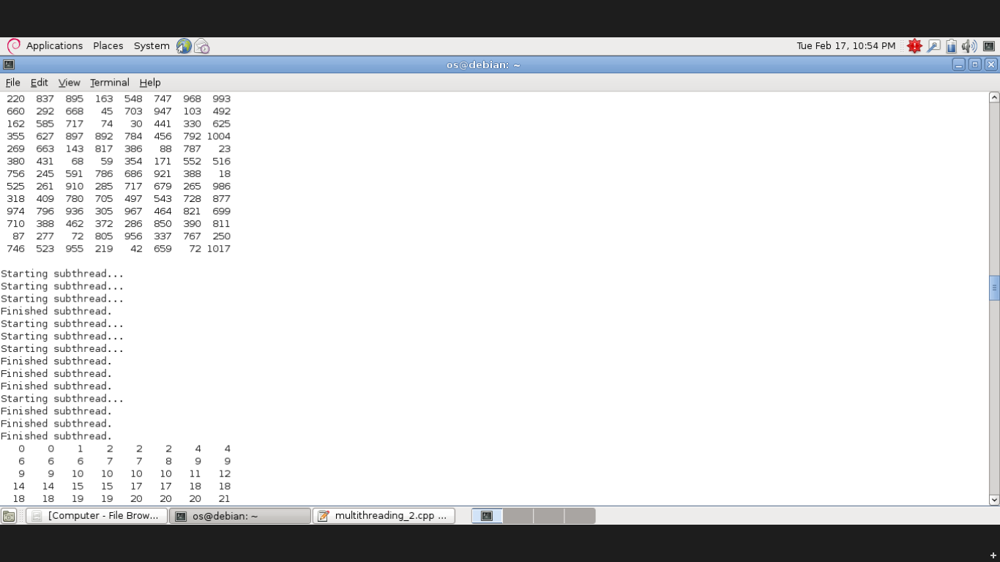 Applications Places System Tue Feb 17, 10:54 PM
os@debian: ~
File Edit View Terminal Help
220 837 895 163 548 747 968 993
660 292 668 45 703 947 103 492
162 585 717 74 30 441 330 625
355 627 897 892 784 456 792 1004
269 663 143 817 386 88 787 23
380 431 68 59 354 171 552 516
756 245 591 786 686 921 388 18
525 261 910 285 717 679 265 986
318 409 780 705 497 543 728 877
974 796 936 305 967 464 821 699
710 388 462 372 286 850 390 811
87 277 72 805 956 337 767 250
746 523 955 219 42 659 72 1017
Starting subthread...
Starting subthread...
Starting subthread...
Finished subthread.
Starting subthread...
Starting subthread...
Starting subthread...
Finished subthread.
Finished subthread.
Finished subthread.
Starting subthread...
Finished subthread.
Finished subthread.
Finished subthread.
0 0 1 2 2 2 4 4
6 6 6 7 7 8 9 9
9 9 10 10 10 10 11 12
14 14 15 15 17 17 18 18
18 18 19 19 20 20 20 21
[Computer - File Brow... os@debian: ~ multithreading_2.cpp ...